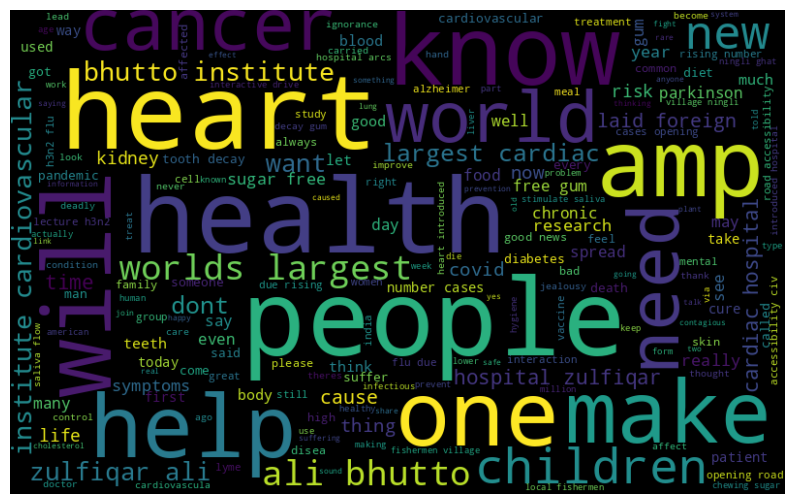 lead
cancer
know
cardiovascular
ignorance
treatment
fight
become
system
new
age
way
affected
effect
hospital arcs
carried
hand
rare
anyone
ningli ghat
used
bhutto institute
blood
gum
year
rising number
got
work
saying
something
interactive drive
alzheimer
part
meal
common
diet
much
heart
world
risk
parkinson
village ningli
thinking
institute cardiovascular
h3n2 flu
study
decay gum
lung
good
well
laid foreign
told
look
kidney
tooth decay
always
liver
cases opening
amp
road accessibility
introduced hospital
pandemic
want
let
largest cardiac
every
information
never
cell
known
sugar free
right
improve
food
now
free gum
problem
prevention
deadly
caused
health
old
stimulate saliva
plant
lecture h3n2
treat
day
heart introduced
chronic
research
may
actually
link
will
condition
good news
feel
need
take
cardiac hospital
type
worlds largest
week
covid
diabetes
spread
mental
time
family
someone
women
die
bad
going
thank
see
man
human
due rising
number cases
death
via
cure
american
join
happy
dont
people
yes
jealousy
hygiene
vaccine
talk
contagious
called
accessibility civ
saliva flow
group
care
say
india
interaction
keep
skin
teeth
even
said
please
flu due
lower
safe
form
two
really
today
come
great
think
theres
suffer
infectious
prevent
hospital zulfiqar
thought
symptoms
real
body
still
cause
million
many
first
help
high
healthy
share
one
make
affect
control
ago
use
thing
patient
life
suffering
disea
making
fishermen village
cholesterol
zulfiqar ali
lyme
sound
ali bhutto
children
opening road
doctor
cardiovascula
local fishermen
chewing sugar